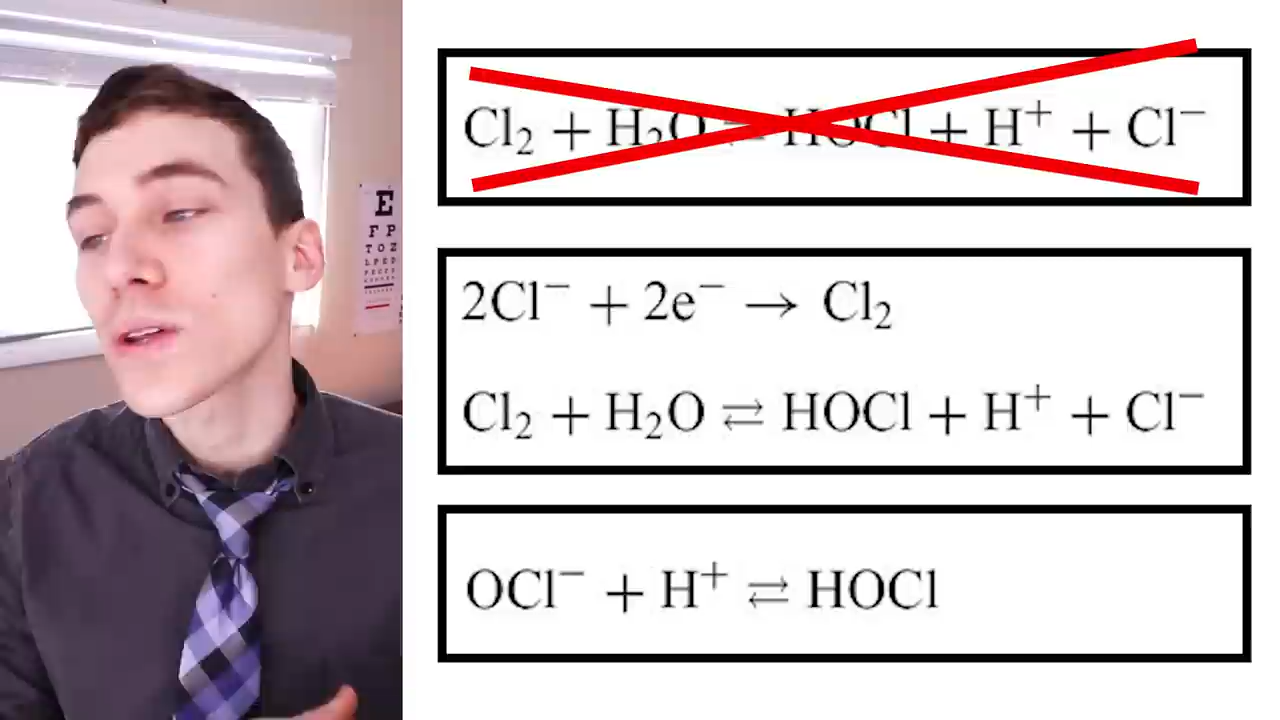 E
F P
T O Z
L P E D
Cl₂ + H₂O ⇌ HOCl + H⁺ + Cl⁻
2Cl⁻ + 2e⁻ → Cl₂
Cl₂ + H₂O ⇌ HOCl + H⁺ + Cl⁻
OCl⁻ + H⁺ ⇌ HOCl